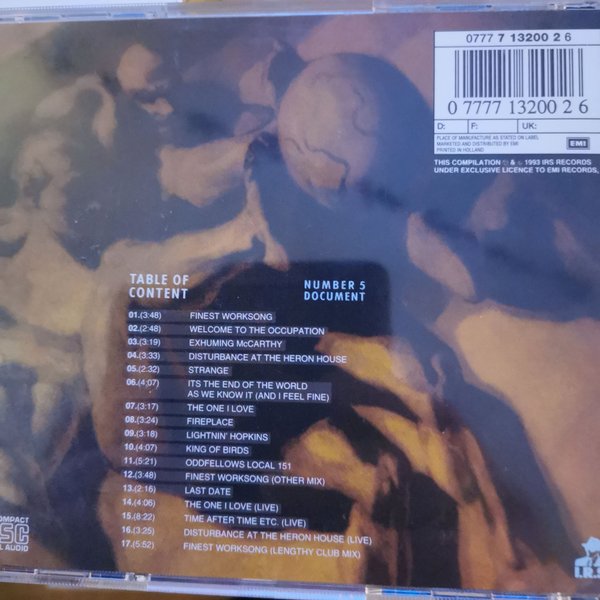 0777 7 13200 2 6
0 07777 13200 2 6
D: F: UK:
PLACE OF MANUFACTURE AS STATED ON LABEL
MARKETED AND DISTRIBUTED BY EMI
PRINTED IN HOLLAND
EMI
THIS COMPILATION ℗ & © 1993 IRS RECORDS
UNDER EXCLUSIVE LICENCE TO EMI RECORDS,
TABLE OF
CONTENT
NUMBER 5
DOCUMENT
01.(3:48) FINEST WORKSONG
02.(2:48) WELCOME TO THE OCCUPATION
03.(3:19) EXHUMING McCARTHY
04.(3:33) DISTURBANCE AT THE HERON HOUSE
05.(2:32) STRANGE
06.(4;07) ITS THE END OF THE WORLD
AS WE KNOW IT (AND I FEEL FINE)
07.(3:17) THE ONE I LOVE
08.(3:24) FIREPLACE
09.(3:18) LIGHTNIN' HOPKINS
10.(4:07) KING OF BIRDS
11.(5:21) ODDFELLOWS LOCAL 151
12.(3:48) FINEST WORKSONG (OTHER MIX)
13.(2:16) LAST DATE
14.(4:06) THE ONE I LOVE (LIVE)
15.(8:22) TIME AFTER TIME ETC. (LIVE)
16.(3:25) DISTURBANCE AT THE HERON HOUSE (LIVE)
17.(5:52) FINEST WORKSONG (LENGTHY CLUB MIX)
COMPACT
DISC
AUDIO